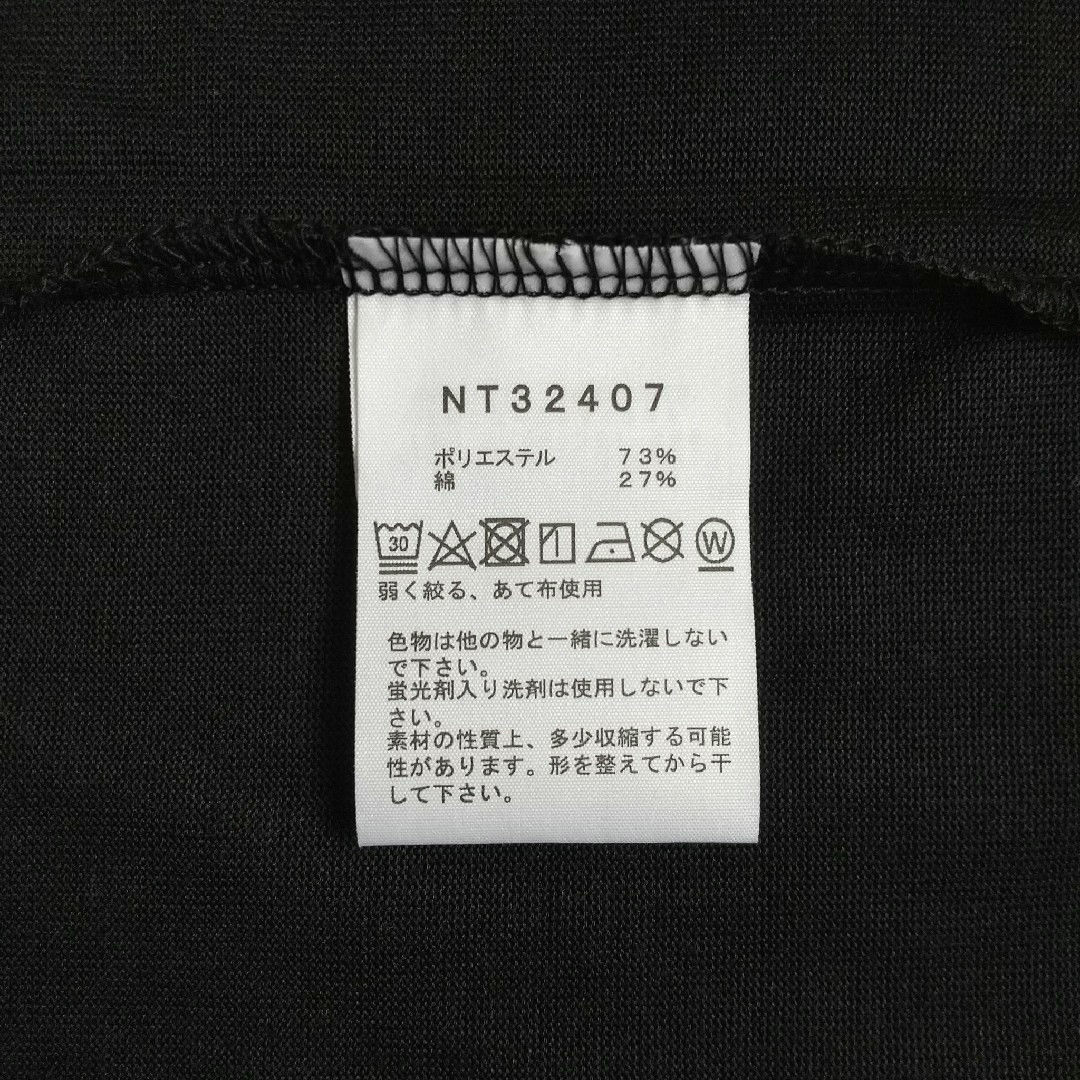 NT32407
ポリエステル 73%
綿 27%
30 W
弱く絞る、あて布使用
色物は他の物と一緒に洗濯しない
で下さい。
蛍光剤入り洗剤は使用しないで下
さい。
素材の性質上、多少収縮する可能
性があります。形を整えてから干
して下さい。